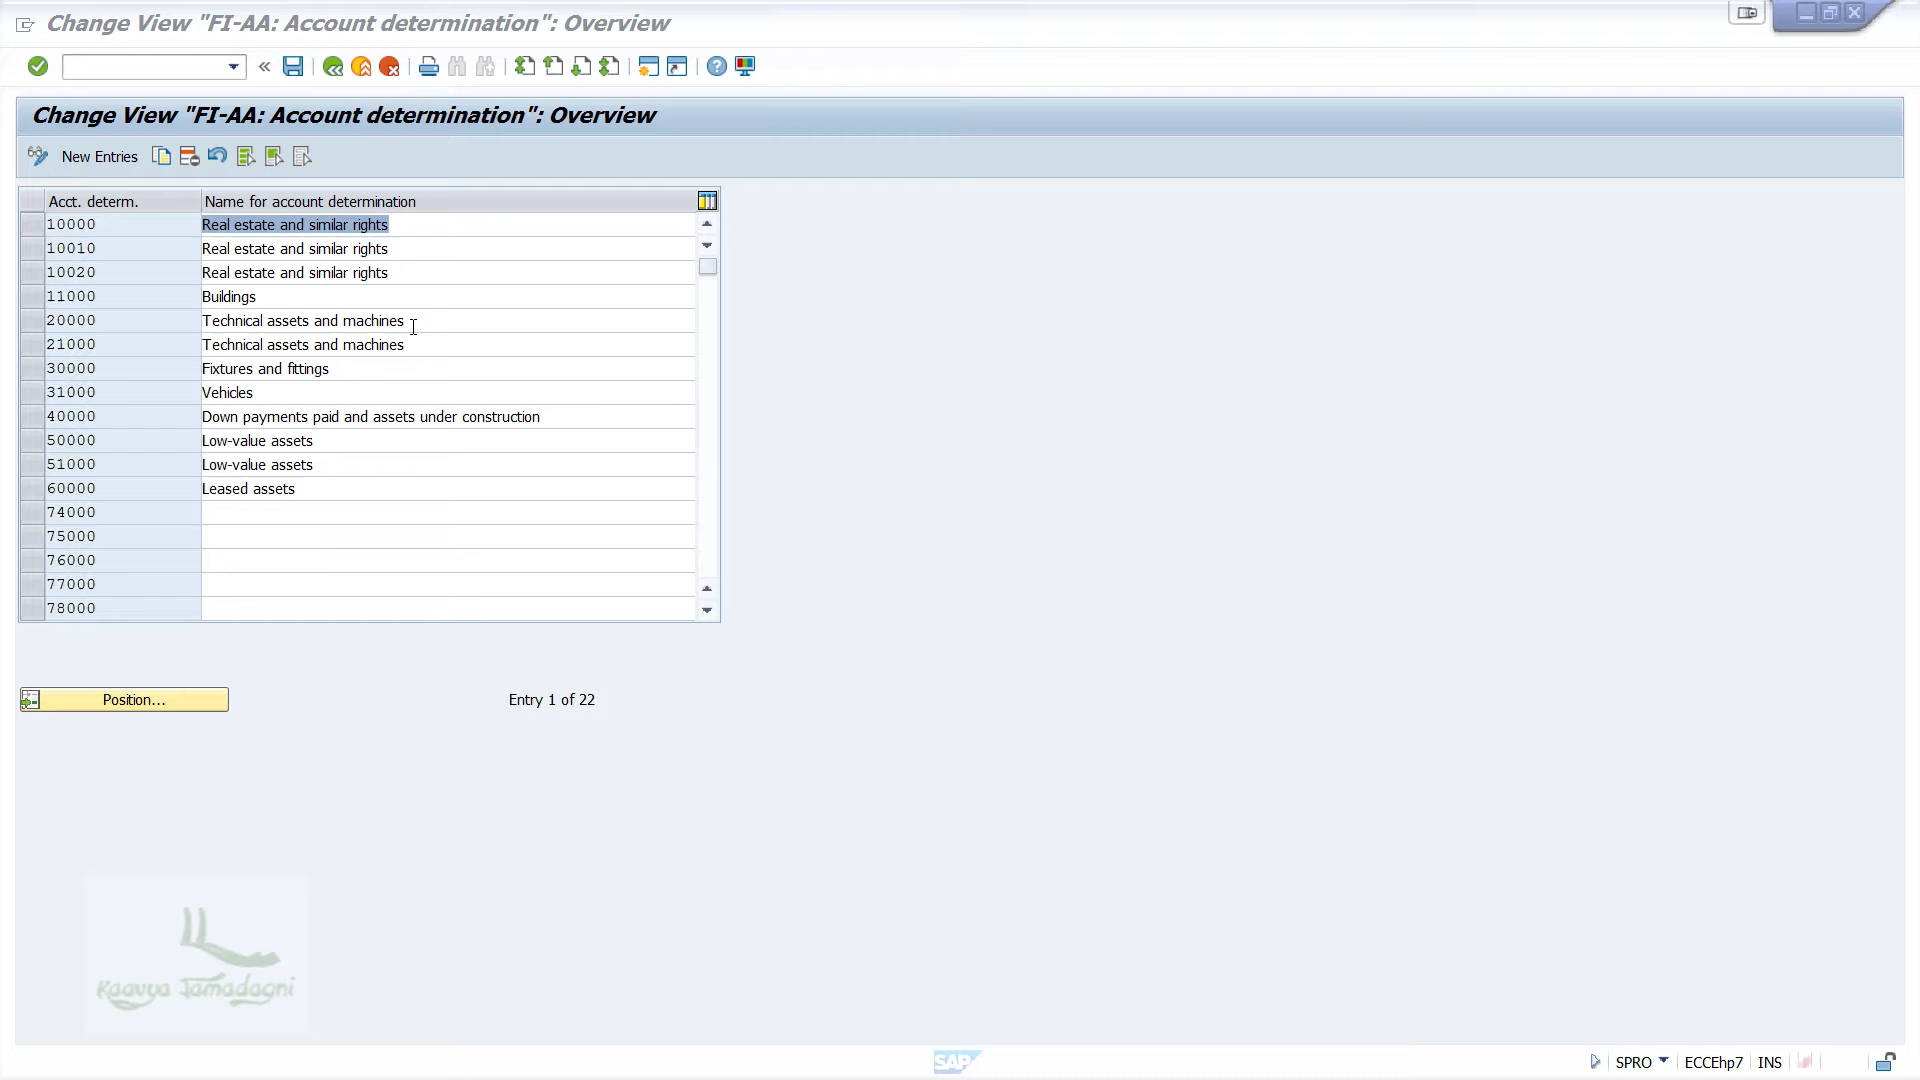 Change View "FI-AA: Account determination": Overview
Change View "FI-AA: Account determination": Overview
New Entries
Acct. determ. Name for account determination
10000 Real estate and similar rights
10010 Real estate and similar rights
10020 Real estate and similar rights
11000 Buildings
20000 Technical assets and machines
21000 Technical assets and machines
30000 Fixtures and fittings
31000 Vehicles
40000 Down payments paid and assets under construction
50000 Low-value assets
51000 Low-value assets
60000 Leased assets
74000
75000
76000
77000
78000
Position... Entry 1 of 22
Kaavya Jamadagni
SAP SPRO ECCEhp7 INS